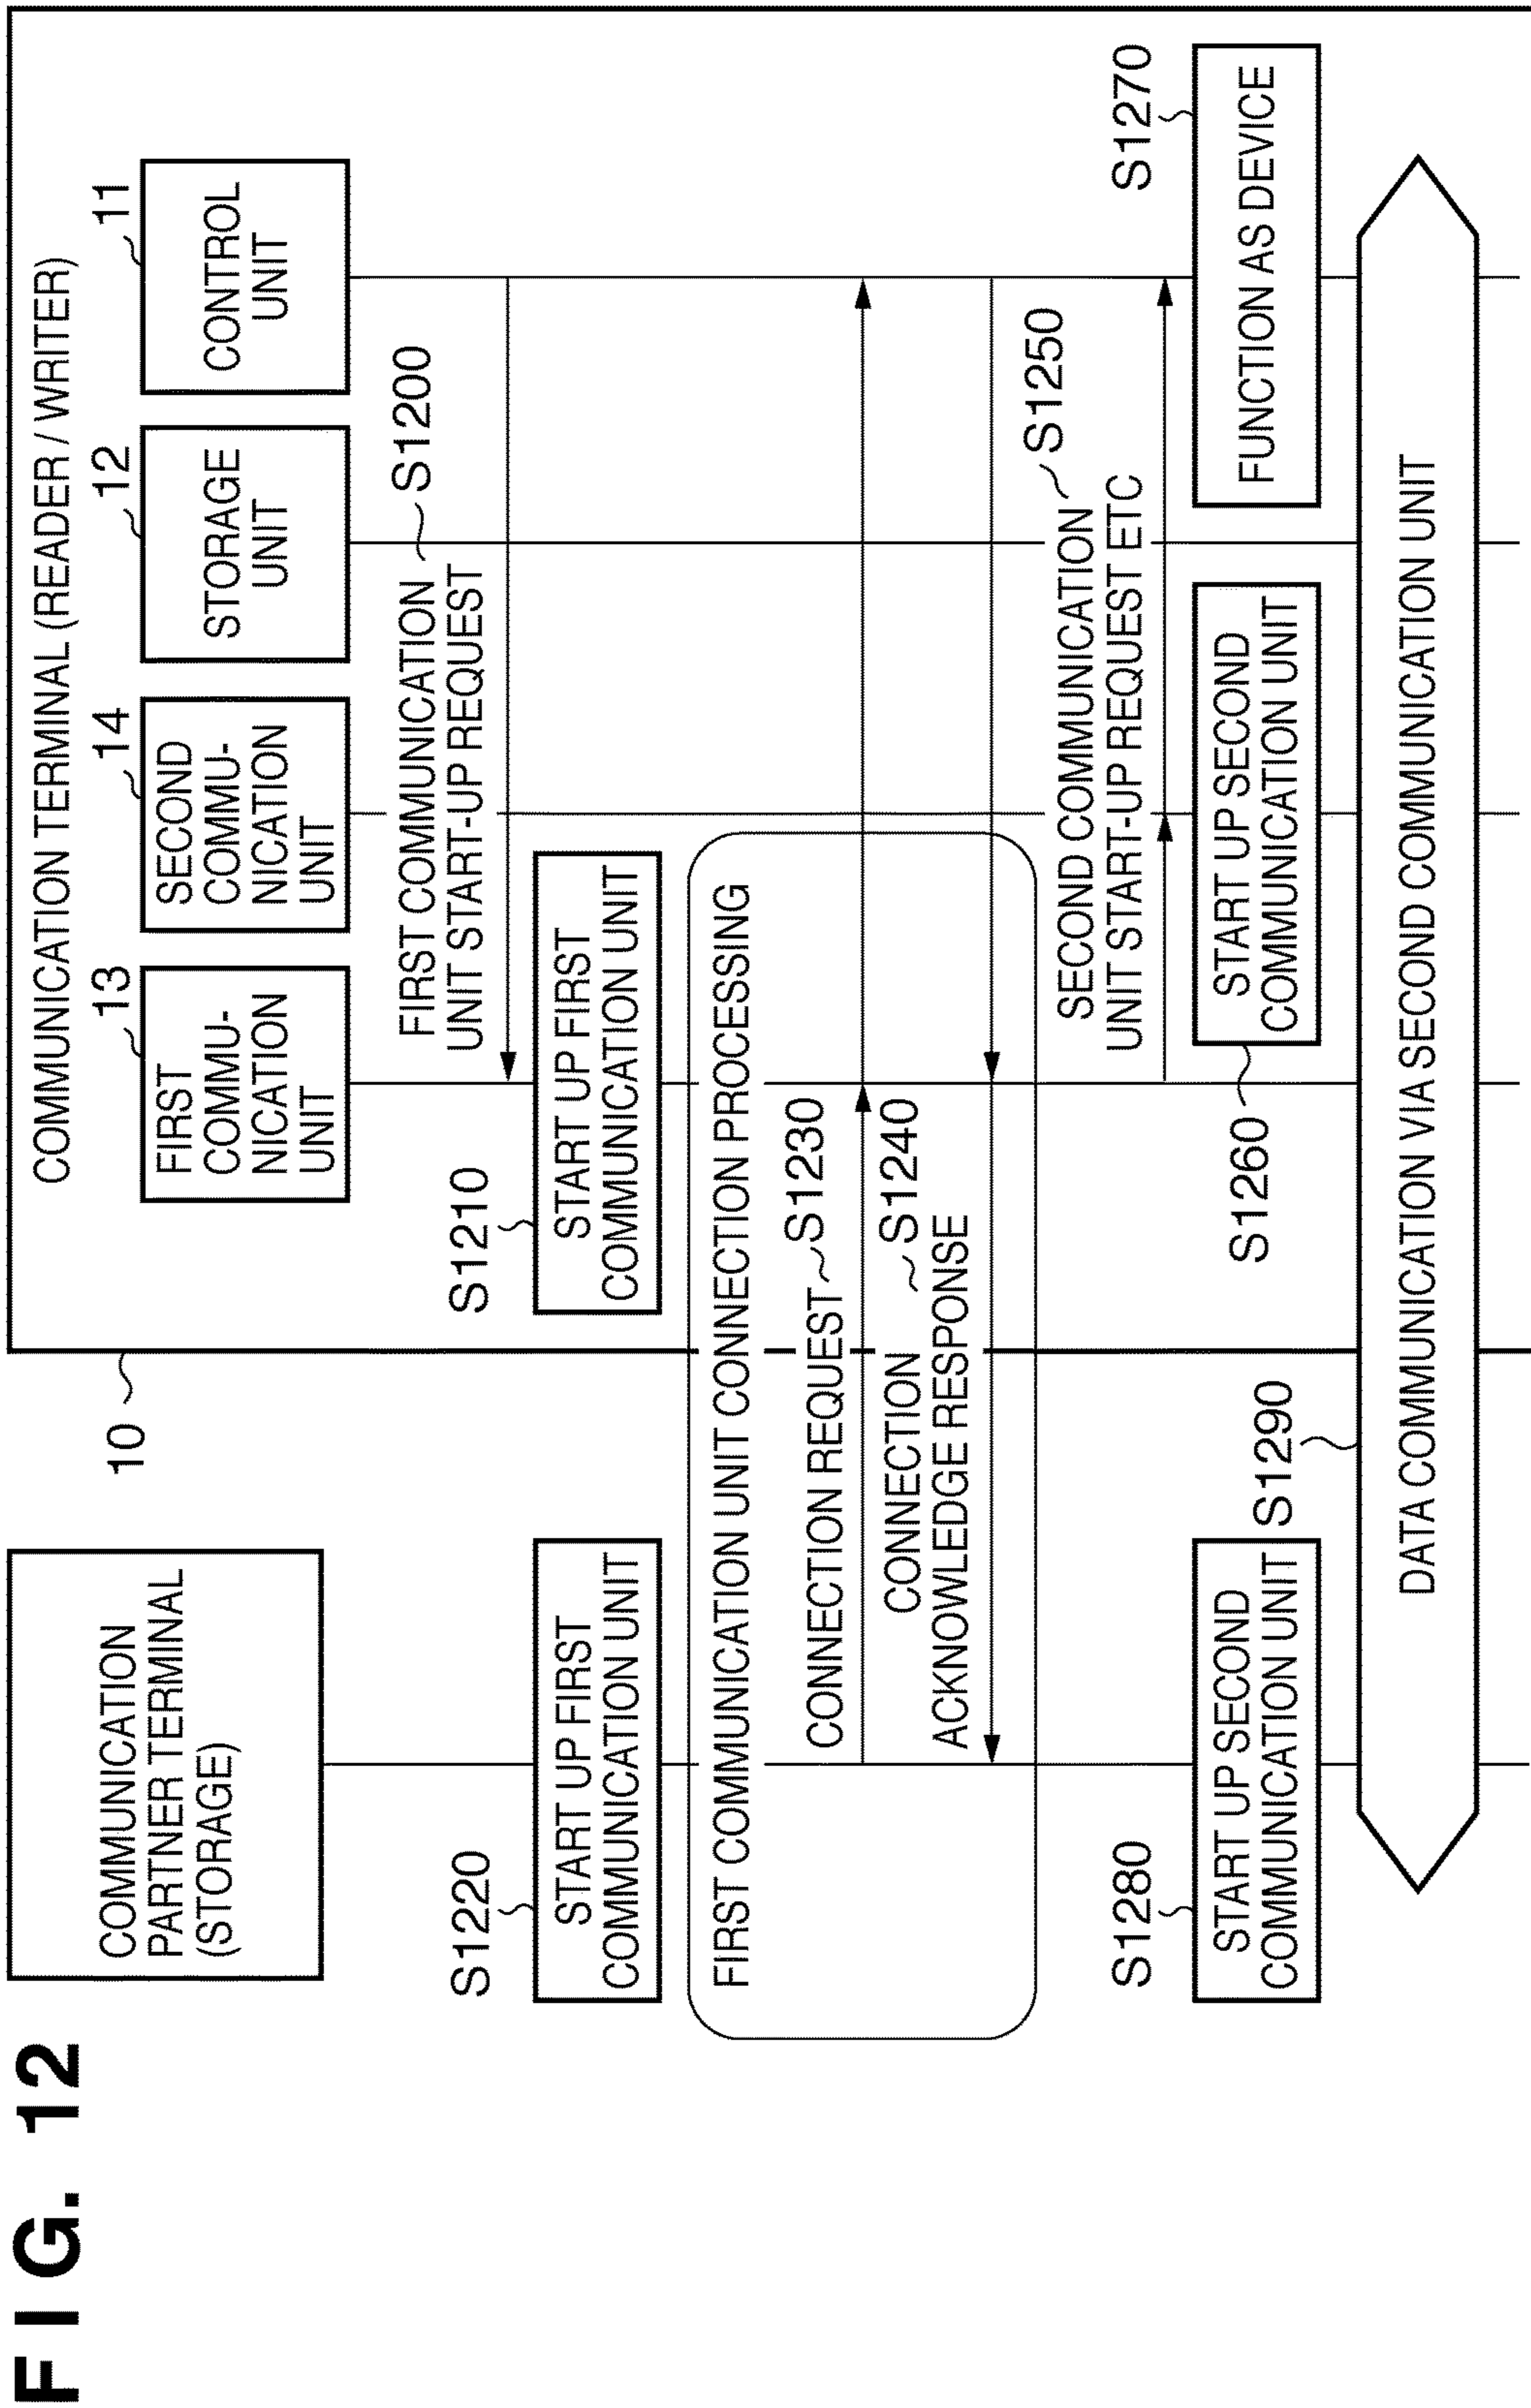 FIG. 12
COMMUNICATION
PARTNER TERMINAL
(STORAGE)
10
COMMUNICATION TERMINAL (READER / WRITER)
13
FIRST
COMMU-
NICATION
UNIT
14
SECOND
COMMU-
NICATION
UNIT
12
STORAGE
UNIT
11
CONTROL
UNIT
FIRST COMMUNICATION
UNIT START-UP REQUEST
S1200
S1220
START UP FIRST
COMMUNICATION UNIT
S1210
START UP FIRST
COMMUNICATION UNIT
FIRST COMMUNICATION UNIT CONNECTION PROCESSING
CONNECTION REQUEST
S1230
CONNECTION
ACKNOWLEDGE RESPONSE
S1240
SECOND COMMUNICATION
UNIT START-UP REQUEST ETC
S1250
S1280
START UP SECOND
COMMUNICATION UNIT
S1260
START UP SECOND
COMMUNICATION UNIT
S1270
FUNCTION AS DEVICE
S1290
DATA COMMUNICATION VIA SECOND COMMUNICATION UNIT